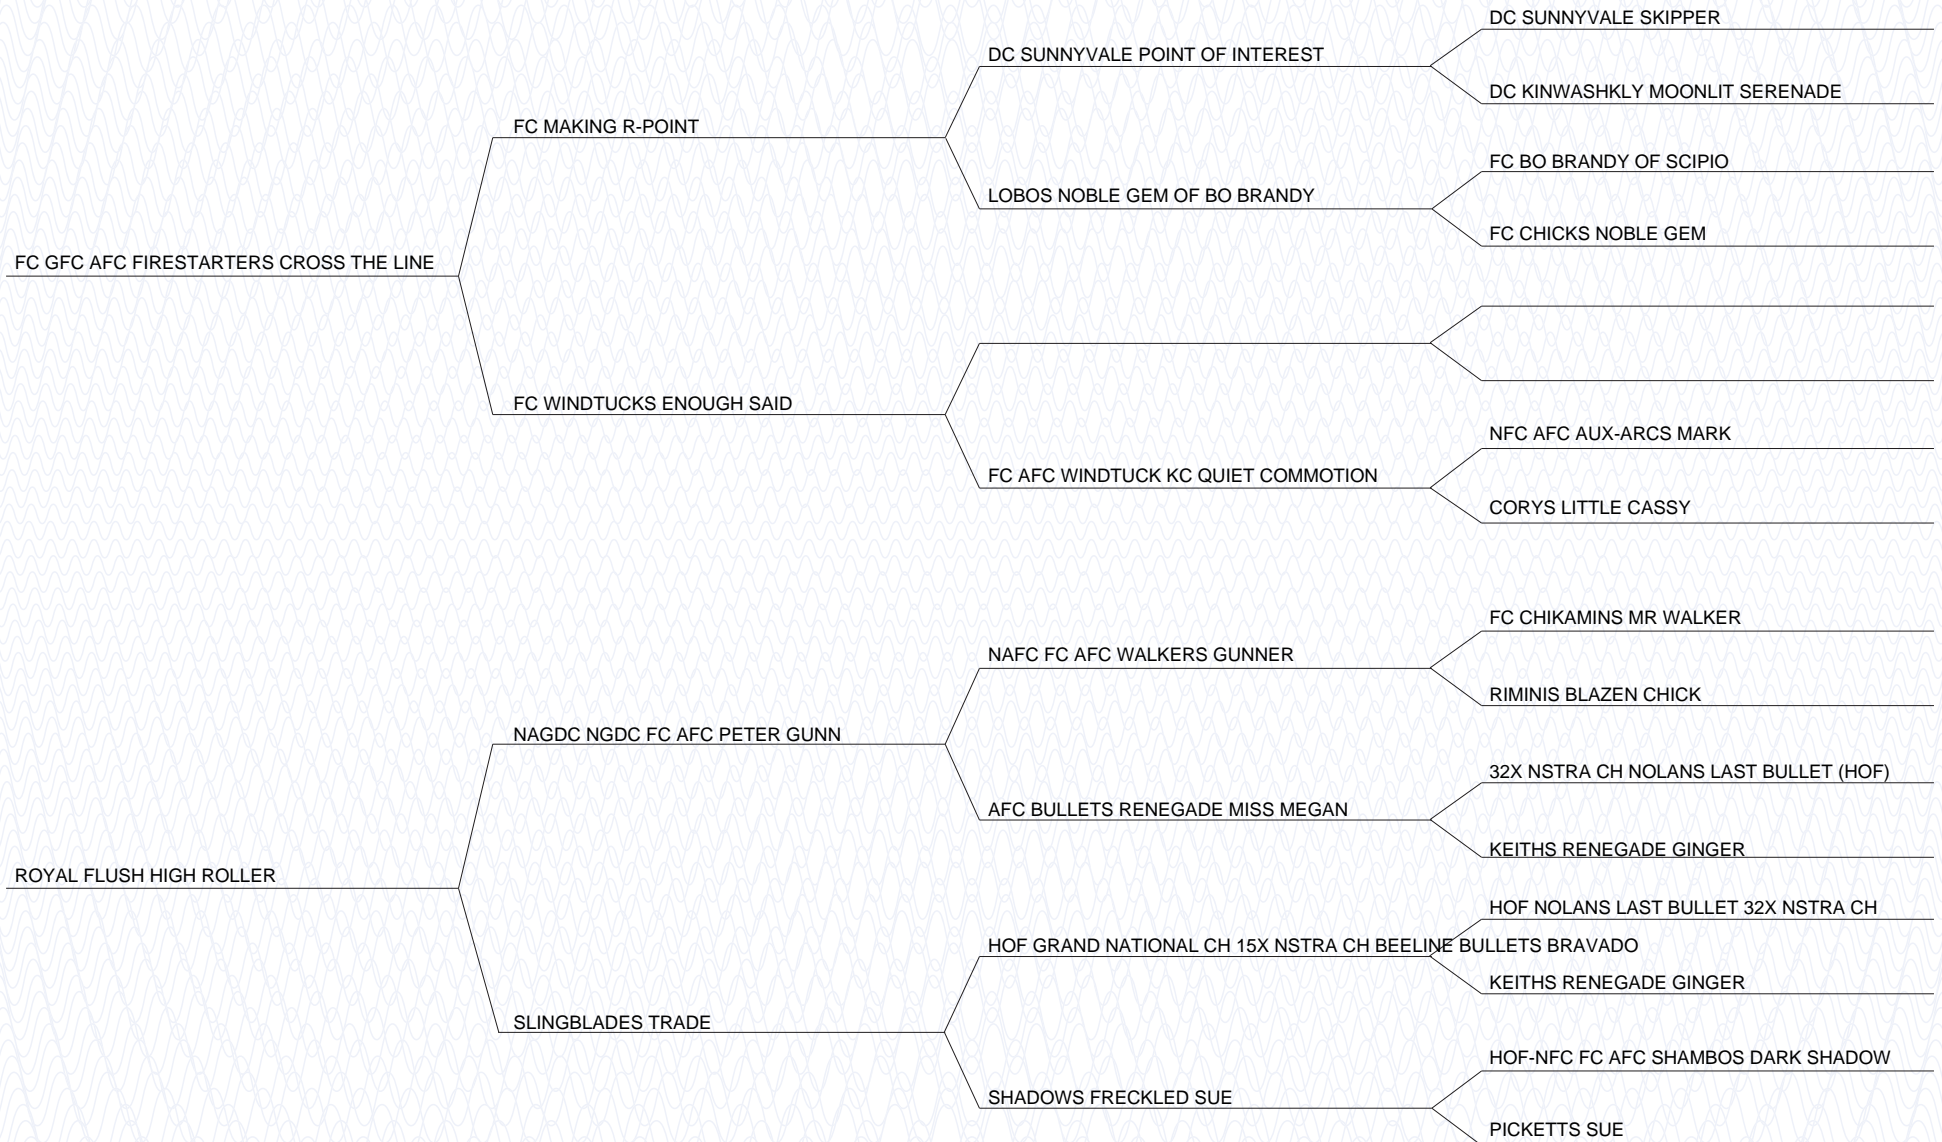 DC SUNNYVALE SKIPPER
DC SUNNYVALE POINT OF INTEREST
DC KINWASHKLY MOONLIT SERENADE
FC MAKING R-POINT
FC BO BRANDY OF SCIPIO
LOBOS NOBLE GEM OF BO BRANDY
FC CHICKS NOBLE GEM
FC GFC AFC FIRESTARTERS CROSS THE LINE
FC WINDTUCKS ENOUGH SAID
NFC AFC AUX-ARCS MARK
FC AFC WINDTUCK KC QUIET COMMOTION
CORYS LITTLE CASSY
FC CHIKAMINS MR WALKER
NAFC FC AFC WALKERS GUNNER
RIMINIS BLAZEN CHICK
NAGDC NGDC FC AFC PETER GUNN
32X NSTRA CH NOLANS LAST BULLET (HOF)
AFC BULLETS RENEGADE MISS MEGAN
KEITHS RENEGADE GINGER
ROYAL FLUSH HIGH ROLLER
HOF NOLANS LAST BULLET 32X NSTRA CH
HOF GRAND NATIONAL CH 15X NSTRA CH BEELINE BULLETS BRAVADO
KEITHS RENEGADE GINGER
SLINGBLADES TRADE
HOF-NFC FC AFC SHAMBOS DARK SHADOW
SHADOWS FRECKLED SUE
PICKETTS SUE